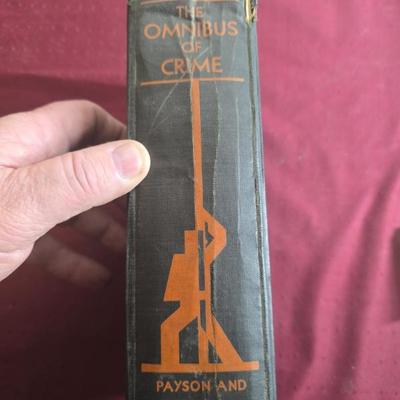 THE
OMNIBUS
OF
CRIME
PAYSON AND